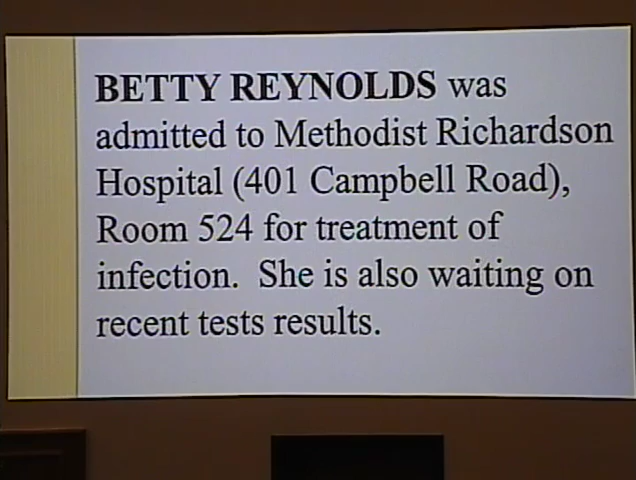 BETTY REYNOLDS was
admitted to Methodist Richardson
Hospital (401 Campbell Road),
Room 524 for treatment of
infection.  She is also waiting on
recent tests results.